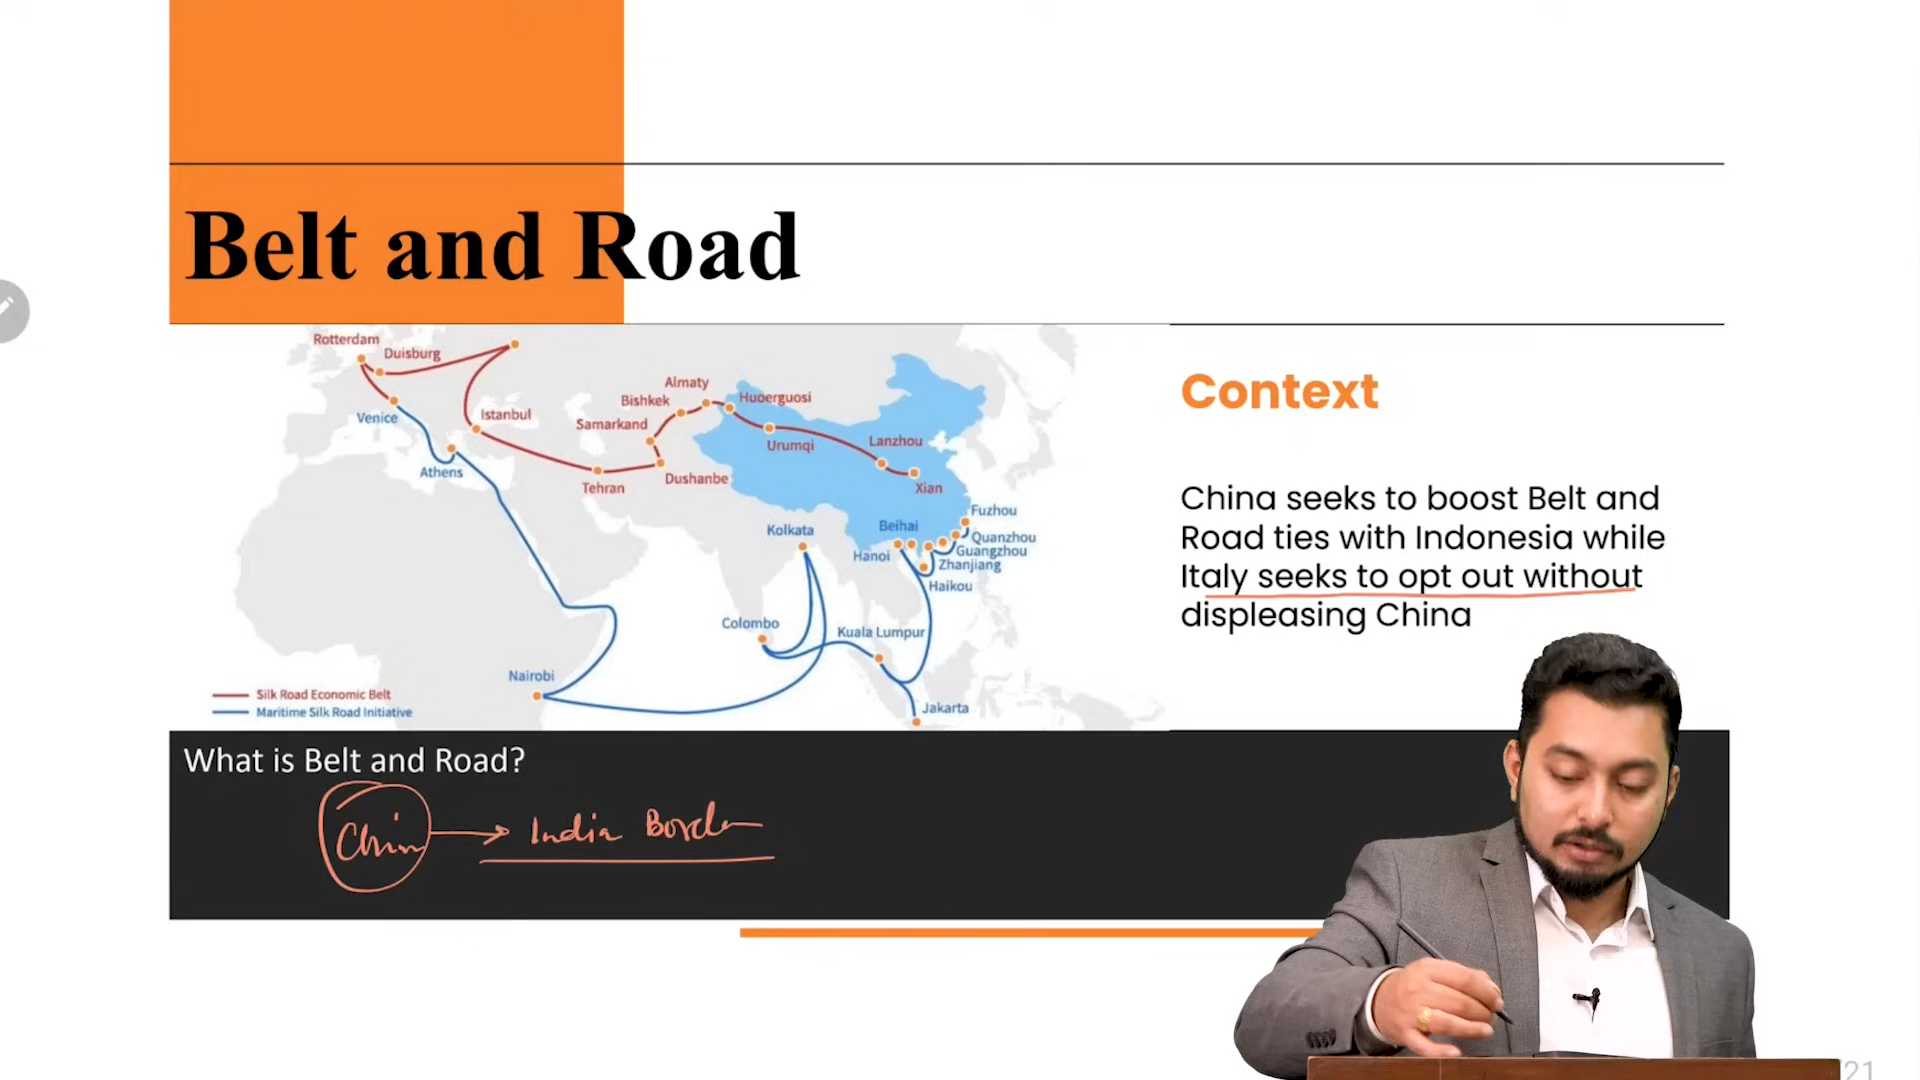 Belt and Road
Rotterdam
Duisburg
Venice
Istanbul
Athens
Tehran
Samarkand
Bishkek
Almaty
Dushanbe
Huoerguosi
Urumqi
Lanzhou
Xian
Fuzhou
Quanzhou
Guangzhou
Zhanjiang
Haikou
Beihai
Hanoi
Kolkata
Colombo
Kuala Lumpur
Nairobi
Jakarta
Silk Road Economic Belt
Maritime Silk Road Initiative
Context
China seeks to boost Belt and
Road ties with Indonesia while
Italy seeks to opt out without
displeasing China
What is Belt and Road?
China → India Border
21